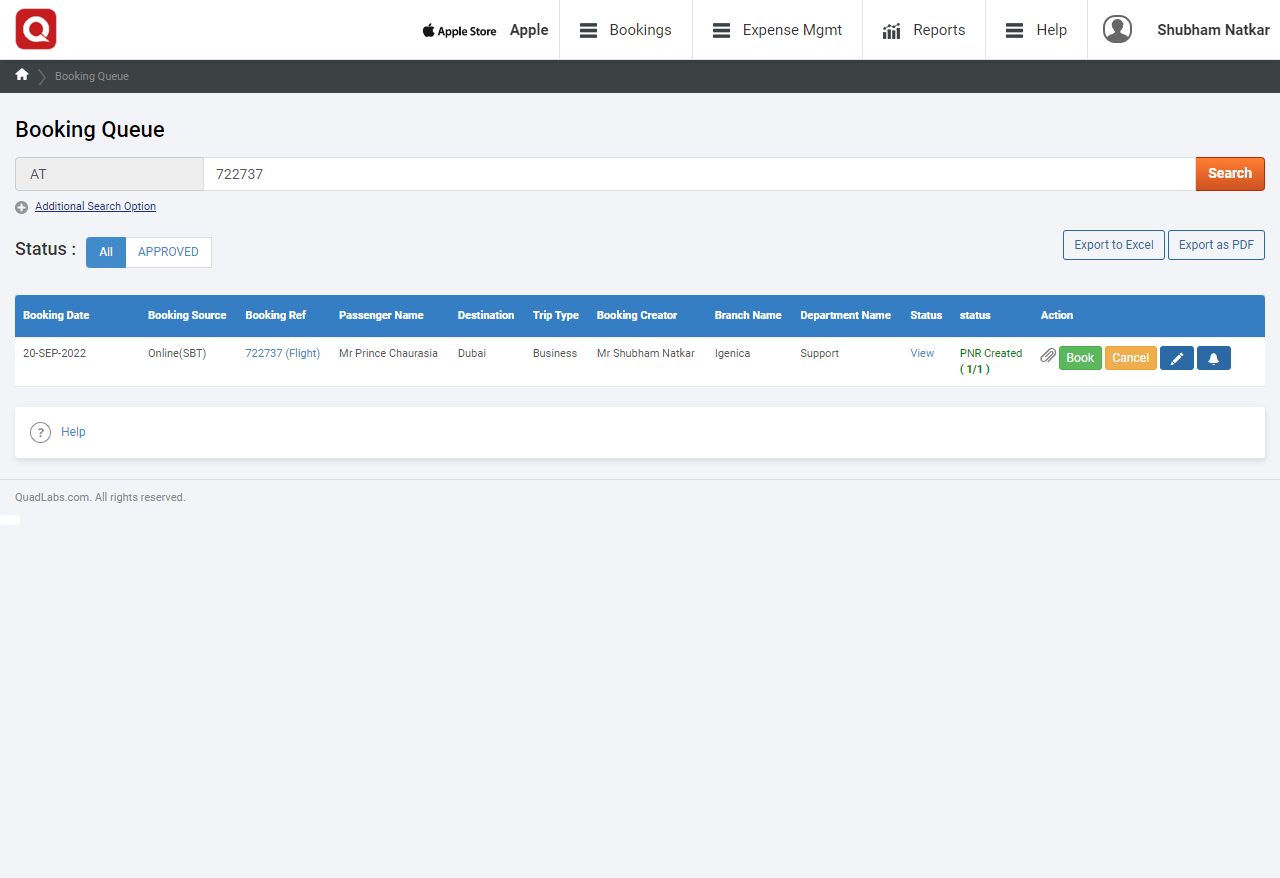 Apple Store Apple Bookings Expense Mgmt Reports Help Shubham Natkar
Booking Queue
Booking Queue
AT 722737 Search
Additional Search Option
Status : All APPROVED Export to Excel Export as PDF
Booking Date Booking Source Booking Ref Passenger Name Destination Trip Type Booking Creator Branch Name Department Name Status status Action
20-SEP-2022 Online(SBT) 722737 (Flight) Mr Prince Chaurasia Dubai Business Mr Shubham Natkar Igenica Support View PNR Created Book Cancel
( 1/1 )
? Help
QuadLabs.com. All rights reserved.